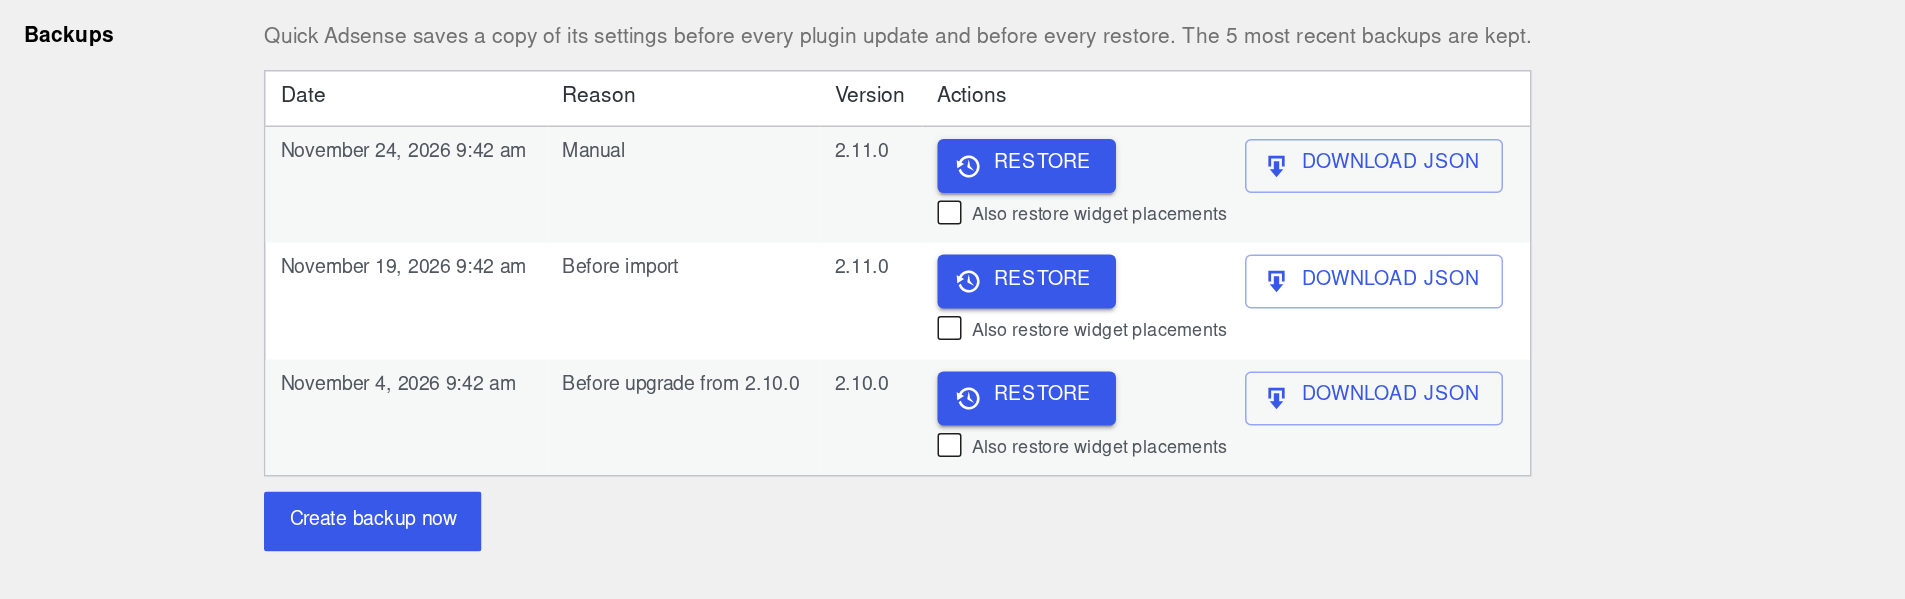 Backups
Quick Adsense saves a copy of its settings before every plugin update and before every restore. The 5 most recent backups are kept.
Date Reason Version Actions
November 24, 2026 9:42 am Manual 2.11.0 RESTORE DOWNLOAD JSON
Also restore widget placements
November 19, 2026 9:42 am Before import 2.11.0 RESTORE DOWNLOAD JSON
Also restore widget placements
November 4, 2026 9:42 am Before upgrade from 2.10.0 2.10.0 RESTORE DOWNLOAD JSON
Also restore widget placements
Create backup now